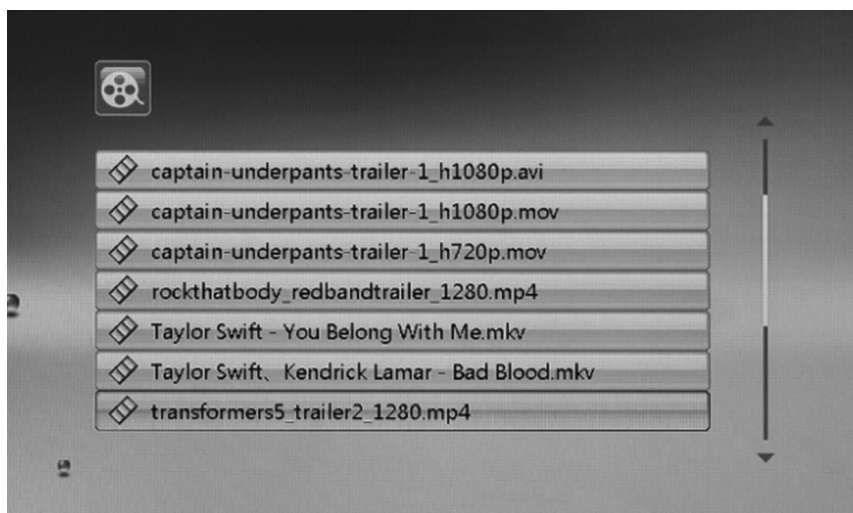 captain-underpants-trailer-1_h1080p.avi
captain-underpants-trailer-1_h1080p.mov
captain-underpants-trailer-1_h720p.mov
rockthatbody_redbandtrailer_1280.mp4
Taylor Swift - You Belong With Me.mkv
Taylor Swift、Kendrick Lamar - Bad Blood.mkv
transformers5_trailer2_1280.mp4